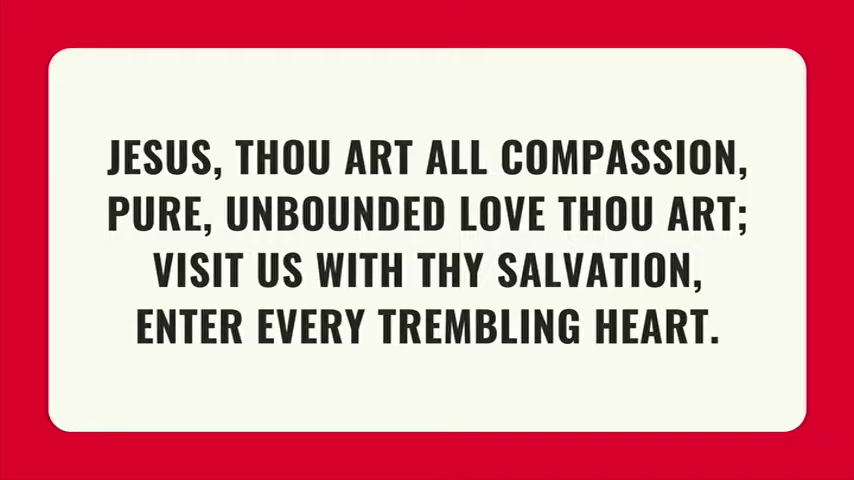 JESUS, THOU ART ALL COMPASSION,
PURE, UNBOUNDED LOVE THOU ART;
VISIT US WITH THY SALVATION,
ENTER EVERY TREMBLING HEART.